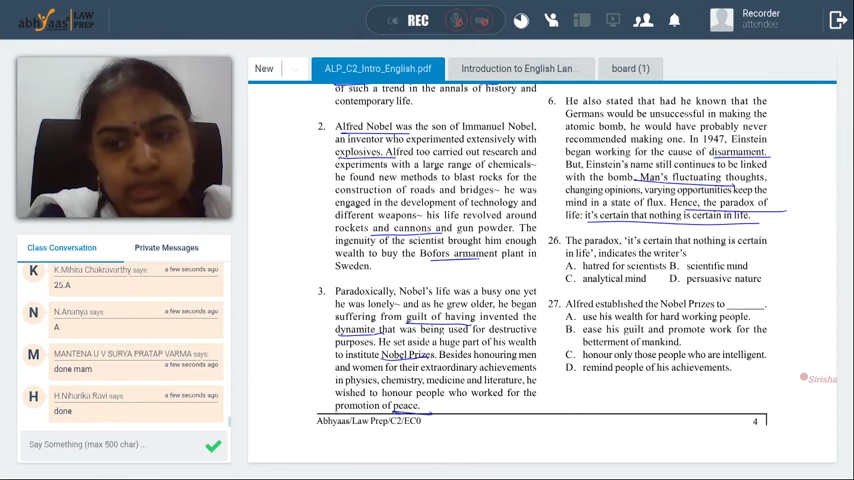 abhyaas LAW PREP
REC
Recorder
attendee
New
ALP_C2_Intro_English.pdf
Introduction to English Lan...
board (1)
of such a trend in the annals of history and
contemporary life.
2. Alfred Nobel was the son of Immanuel Nobel,
an inventor who experimented extensively with
explosives. Alfred too carried out research and
experiments with a large range of chemicals~
he found new methods to blast rocks for the
construction of roads and bridges~ he was
engaged in the development of technology and
different weapons~ his life revolved around
rockets and cannons and gun powder. The
ingenuity of the scientist brought him enough
wealth to buy the Bofors armament plant in
Sweden.
3. Paradoxically, Nobel's life was a busy one yet
he was lonely~ and as he grew older, he began
suffering from guilt of having invented the
dynamite that was being used for destructive
purposes. He set aside a huge part of his wealth
to institute Nobel Prizes. Besides honouring men
and women for their extraordinary achievements
in physics, chemistry, medicine and literature, he
wished to honour people who worked for the
promotion of peace.
6. He also stated that had he known that the
Germans would be unsuccessful in making the
atomic bomb, he would have probably never
recommended making one. In 1947, Einstein
began working for the cause of disarmament.
But, Einstein's name still continues to be linked
with the bomb. Man's fluctuating thoughts,
changing opinions, varying opportunities keep the
mind in a state of flux. Hence, the paradox of
life: it's certain that nothing is certain in life.
26. The paradox, 'it's certain that nothing is certain
in life', indicates the writer's
A. hatred for scientists B. scientific mind
C. analytical mind D. persuasive nature
27. Alfred established the Nobel Prizes to _______.
A. use his wealth for hard working people.
B. ease his guilt and promote work for the
betterment of mankind.
C. honour only those people who are intelligent.
D. remind people of his achievements.
Sirisha
Abhyaas/Law Prep/C2/EC0
4
Class Conversation
Private Messages
K
K.Mihira Chakravarthy says:
a few seconds ago
25.A
N
N.Ananya says:
a few seconds ago
A
M
MANTENA U V SURYA PRATAP VARMA says:
a few seconds ago
done mam
H
H.Niharika Ravi says:
a few seconds ago
done
Say Something (max 500 char) ...